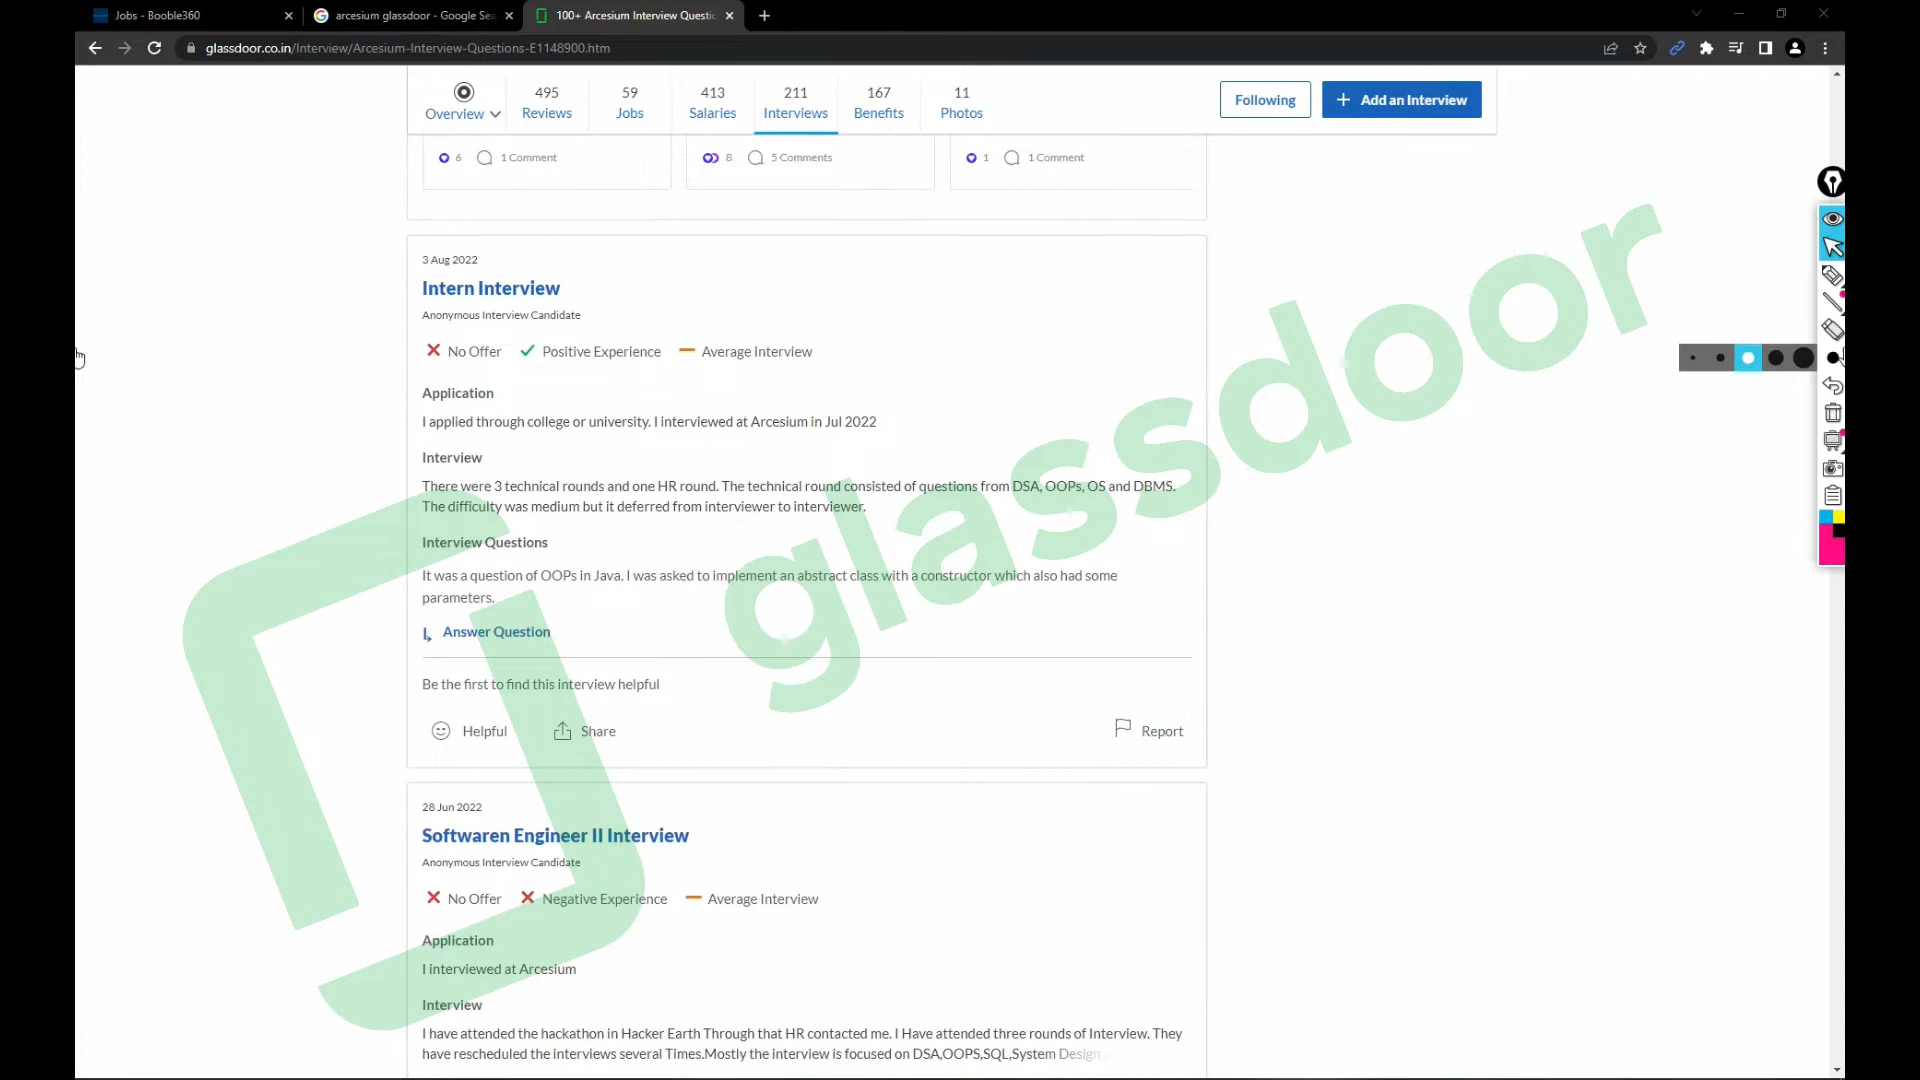 Jobs - Booble360
arcesium glassdoor - Google Sea
100+ Arcesium Interview Questio
glassdoor.co.in/Interview/Arcesium-Interview-Questions-E1148900.htm
Overview
495 Reviews
59 Jobs
413 Salaries
211 Interviews
167 Benefits
11 Photos
Following
+ Add an Interview
6 1 Comment
8 5 Comments
1 1 Comment
3 Aug 2022
Intern Interview
Anonymous Interview Candidate
No Offer Positive Experience Average Interview
Application
I applied through college or university. I interviewed at Arcesium in Jul 2022
Interview
There were 3 technical rounds and one HR round. The technical round consisted of questions from DSA, OOPs, OS and DBMS.
The difficulty was medium but it deferred from interviewer to interviewer.
Interview Questions
It was a question of OOPs in Java. I was asked to implement an abstract class with a constructor which also had some
parameters.
Answer Question
Be the first to find this interview helpful
Helpful Share Report
28 Jun 2022
Softwaren Engineer II Interview
Anonymous Interview Candidate
No Offer Negative Experience Average Interview
Application
I interviewed at Arcesium
Interview
I have attended the hackathon in Hacker Earth Through that HR contacted me. I Have attended three rounds of Interview. They
have rescheduled the interviews several Times.Mostly the interview is focused on DSA,OOPS,SQL,System Design
glassdoor